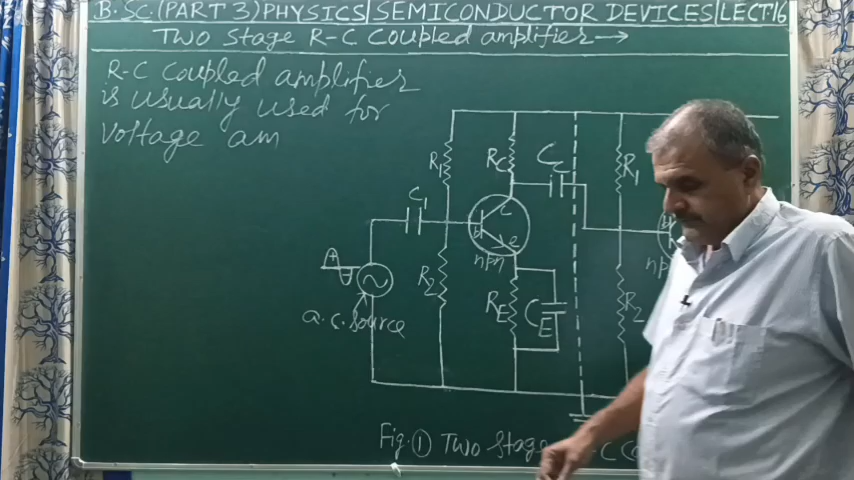 B.Sc.(PART 3) PHYSICS|SEMICONDUCTOR DEVICES|LECT.16
Two Stage R-C Coupled amplifier →
R-C Coupled amplifier
is usually used for
voltage am
R1
RC
CC
R1
C1
c
b
e
npn
b
np
R2
RE
CE
R2
a.c. source
Fig. ① Two Stage